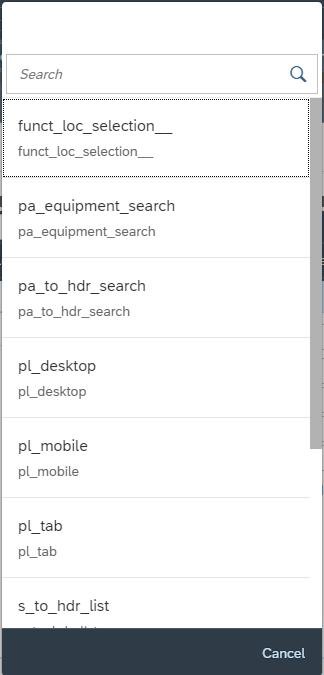 Search
funct_loc_selection__
funct_loc_selection__
pa_equipment_search
pa_equipment_search
pa_to_hdr_search
pa_to_hdr_search
pl_desktop
pl_desktop
pl_mobile
pl_mobile
pl_tab
pl_tab
s_to_hdr_list
Cancel